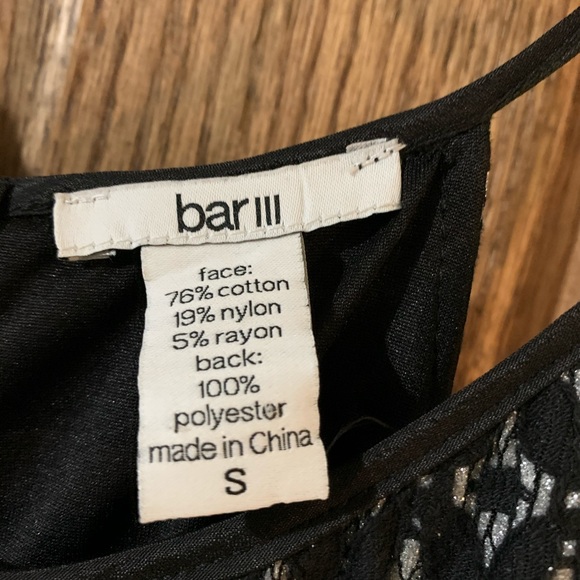 bar III
face:
76% cotton
19% nylon
5% rayon
back:
100%
polyester
made in China
S